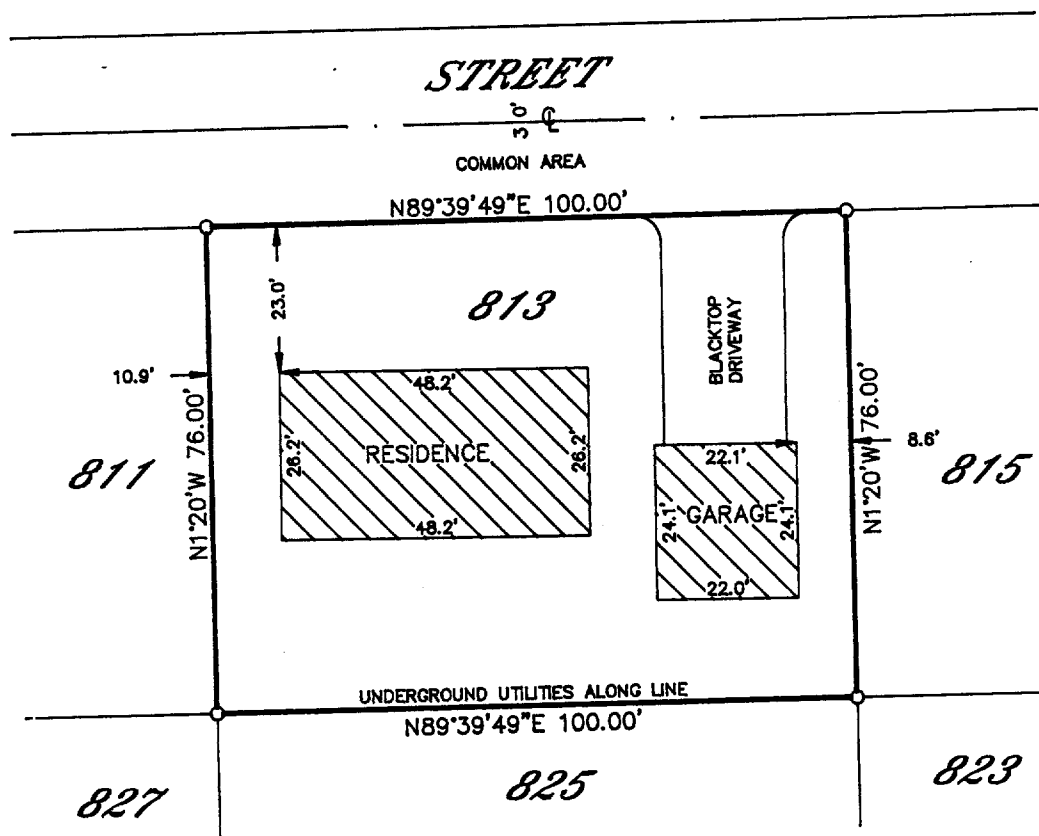 STREET
3 0' ℄
COMMON AREA
N89°39'49"E 100.00'
813
23.0'
BLACKTOP
DRIVEWAY
10.9'
48.2'
N1°20'W 76.00'
26.2'
RESIDENCE
26.2'
48.2'
811
22.1'
24.1'
GARAGE
24.1'
22.0'
N1°20'W 76.00'
8.6'
815
UNDERGROUND UTILITIES ALONG LINE
N89°39'49"E 100.00'
827
825
823